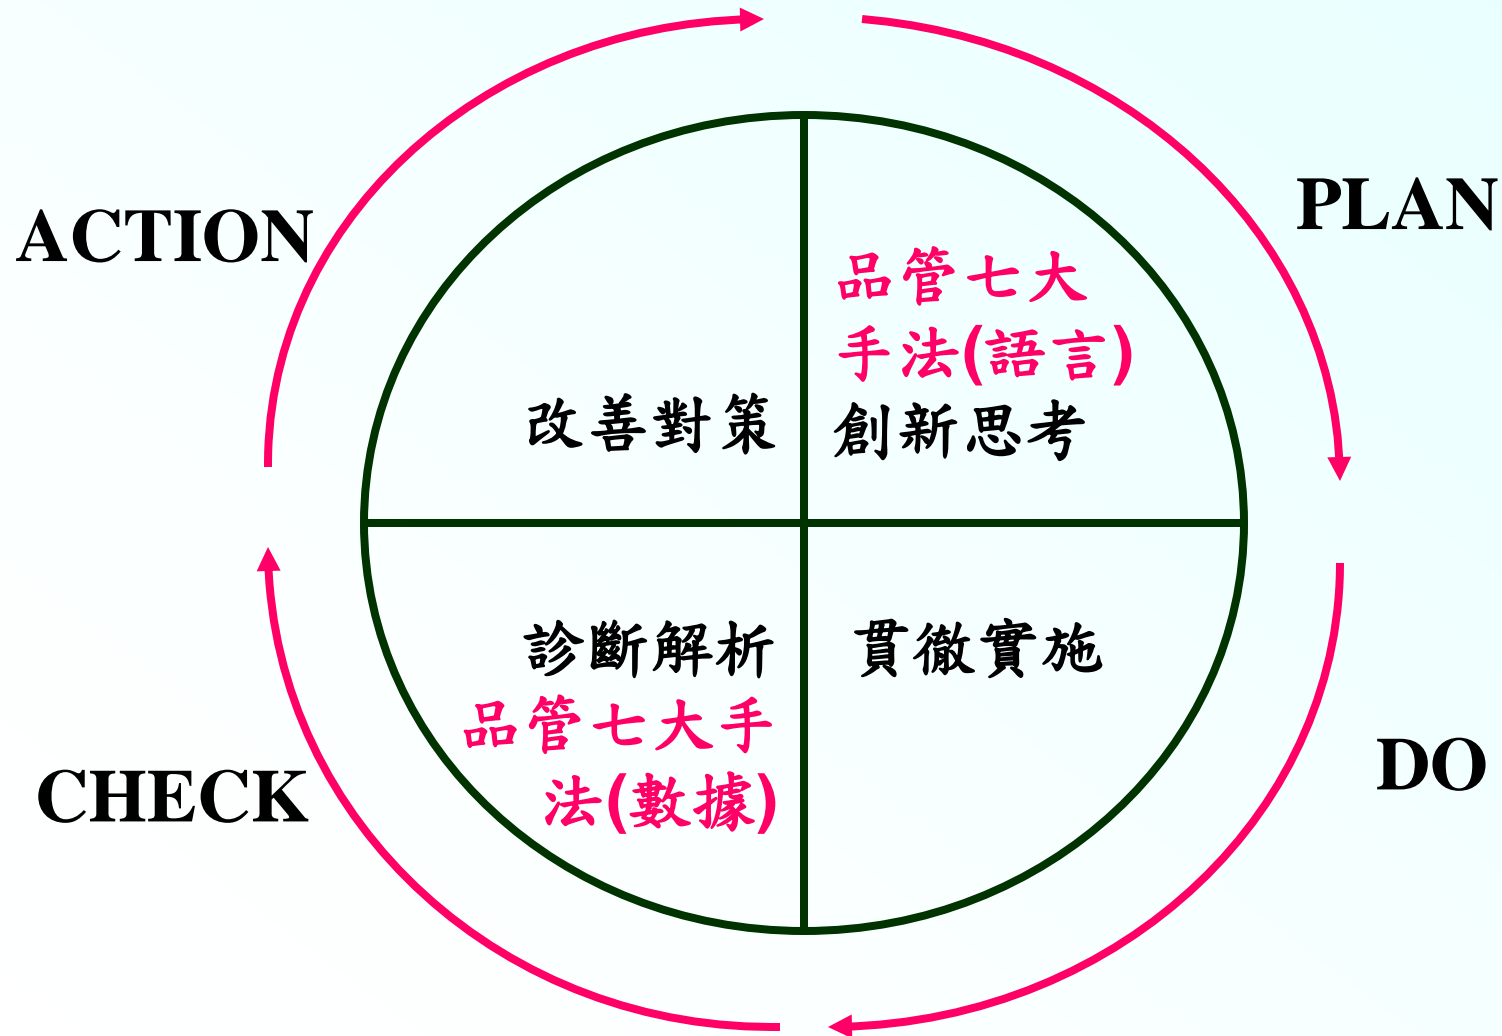 ACTION
PLAN
品管七大
手法(語言)
創新思考
改善對策
診斷解析
品管七大手
法(數據)
貫徹實施
CHECK
DO